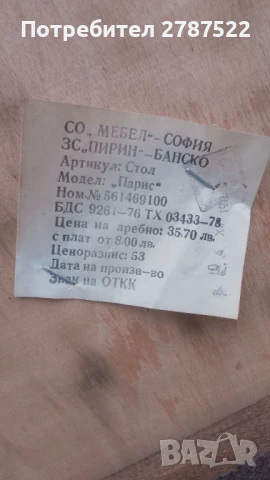 Потребител 2787522
СО „МЕБЕЛ"-СОФИЯ
ЗС„ПИРИН"-БАНСКО
Артикул: Стол
Модел: „Парис"
Ном.№ 561469100
БДС 9261-76 ТХ 03433-78
Цена на дребно: 35.70 лв.
с плат от 8.00 лв.
Ценоразпис: 53
Дата на произв-во
Знак на ОТКК
BAZAR